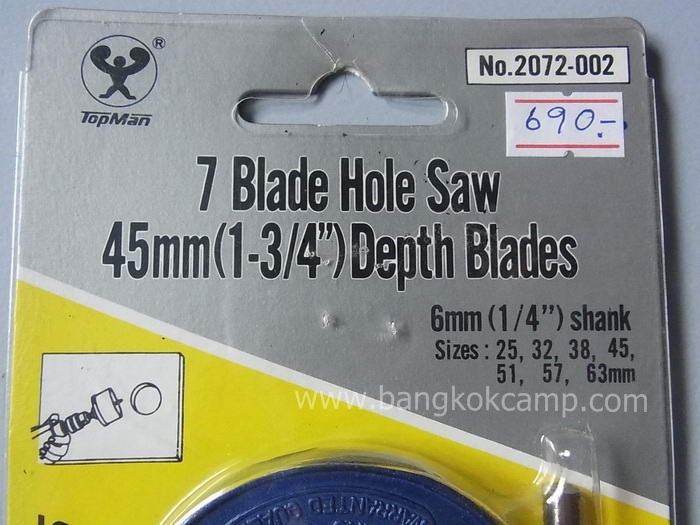 ®
TopMan
No.2072-002
690.-
7 Blade Hole Saw
45mm(1-3/4")Depth Blades
6mm(1/4")shank
Sizes : 25, 32, 38, 45,
51, 57, 63mm
www.bangkokcamp.com
WARRANTED